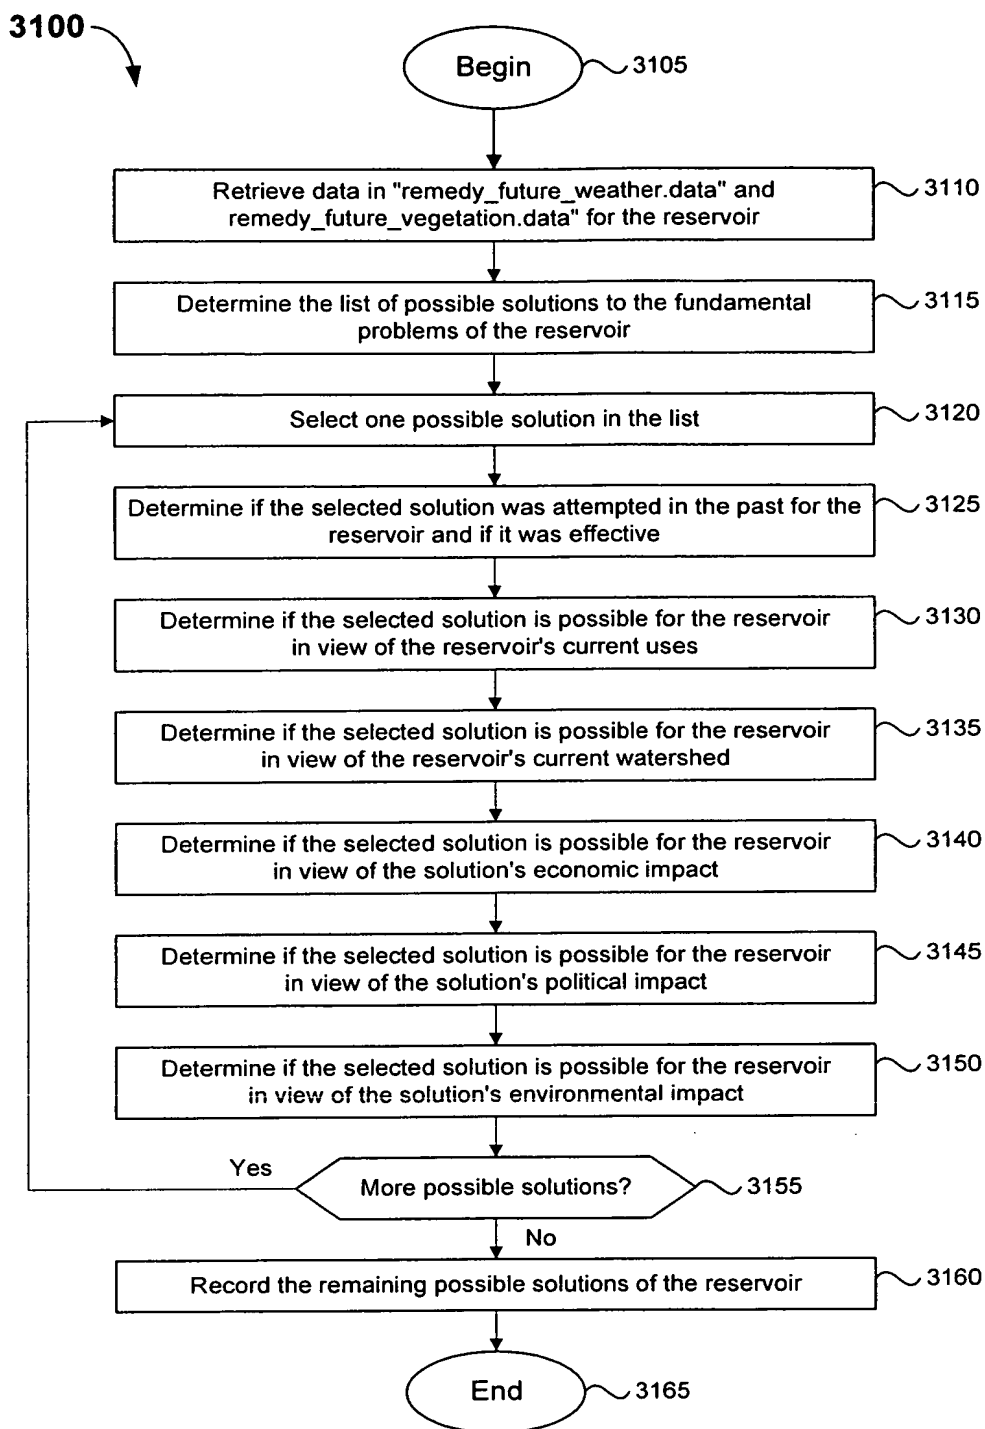 3100
Begin
3105
Retrieve data in "remedy_future_weather.data" and
remedy_future_vegetation.data" for the reservoir
3110
Determine the list of possible solutions to the fundamental
problems of the reservoir
3115
Select one possible solution in the list
3120
Determine if the selected solution was attempted in the past for the
reservoir and if it was effective
3125
Determine if the selected solution is possible for the reservoir
in view of the reservoir's current uses
3130
Determine if the selected solution is possible for the reservoir
in view of the reservoir's current watershed
3135
Determine if the selected solution is possible for the reservoir
in view of the solution's economic impact
3140
Determine if the selected solution is possible for the reservoir
in view of the solution's political impact
3145
Determine if the selected solution is possible for the reservoir
in view of the solution's environmental impact
3150
Yes
More possible solutions?
3155
No
Record the remaining possible solutions of the reservoir
3160
End
3165